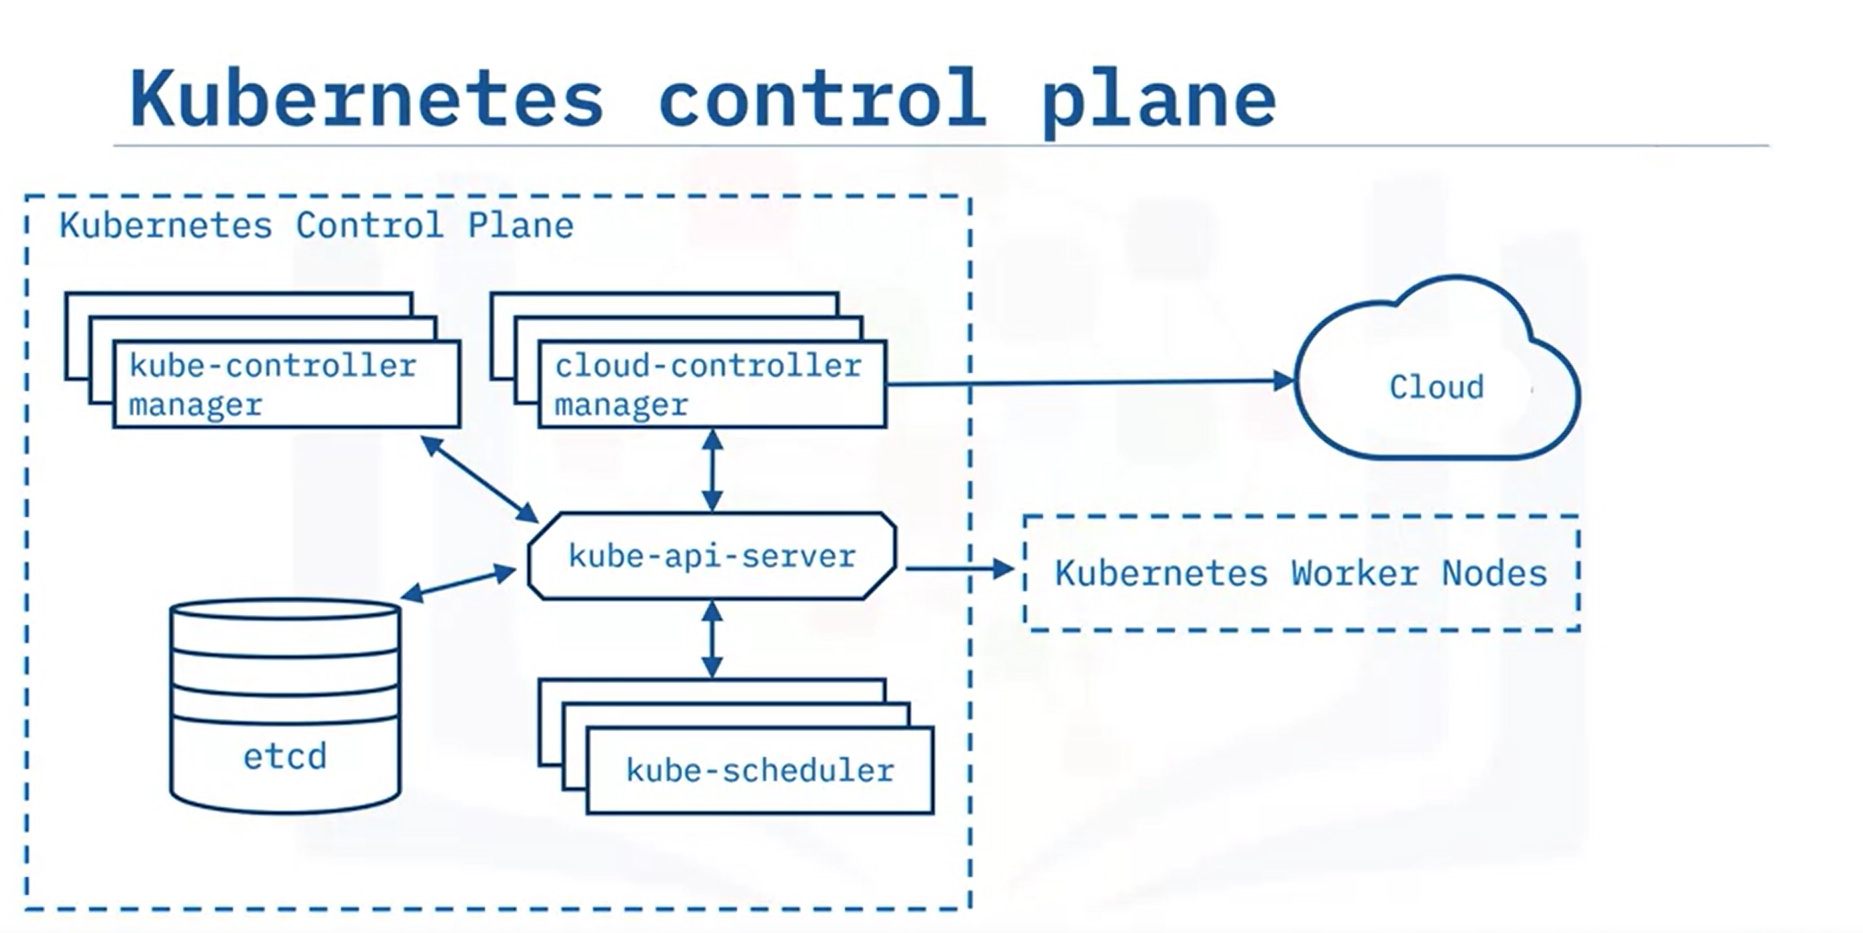 Kubernetes control plane
Kubernetes Control Plane
kube-controller
manager
cloud-controller
manager
Cloud
kube-api-server
Kubernetes Worker Nodes
etcd
kube-scheduler